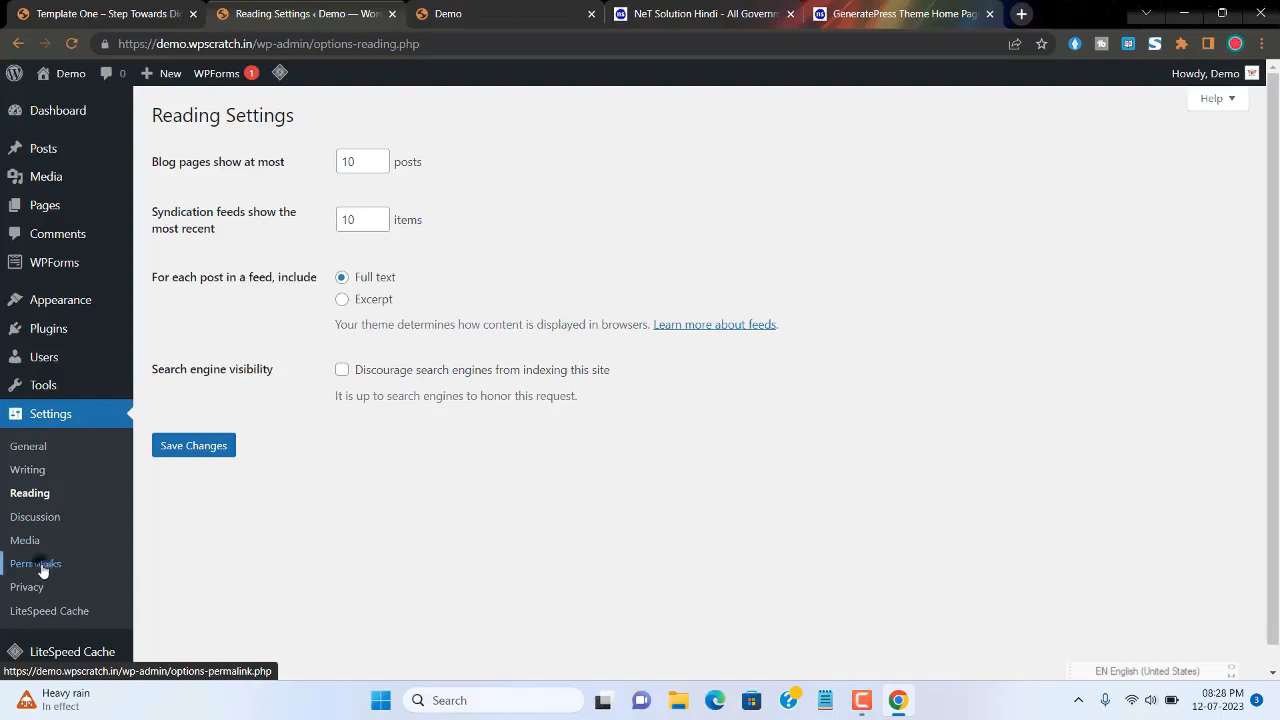 Template One – Step Towards Di
Reading Settings ‹ Demo — Wor
Demo
NeT Solution Hindi - All Governm
GeneratePress Theme Home Page
https://demo.wpscratch.in/wp-admin/options-reading.php
Demo
0
New
WPForms 1
Howdy, Demo
Help
Dashboard
Posts
Media
Pages
Comments
WPForms
Appearance
Plugins
Users
Tools
Settings
General
Writing
Reading
Discussion
Media
Permalinks
Privacy
LiteSpeed Cache
LiteSpeed Cache
Reading Settings
Blog pages show at most
10 posts
Syndication feeds show the
most recent
10 items
For each post in a feed, include
Full text
Excerpt
Your theme determines how content is displayed in browsers. Learn more about feeds.
Search engine visibility
Discourage search engines from indexing this site
It is up to search engines to honor this request.
Save Changes
https://demo.wpscratch.in/wp-admin/options-permalink.php
EN English (United States)
Heavy rain
In effect
Search
08:28 PM
12-07-2023
3